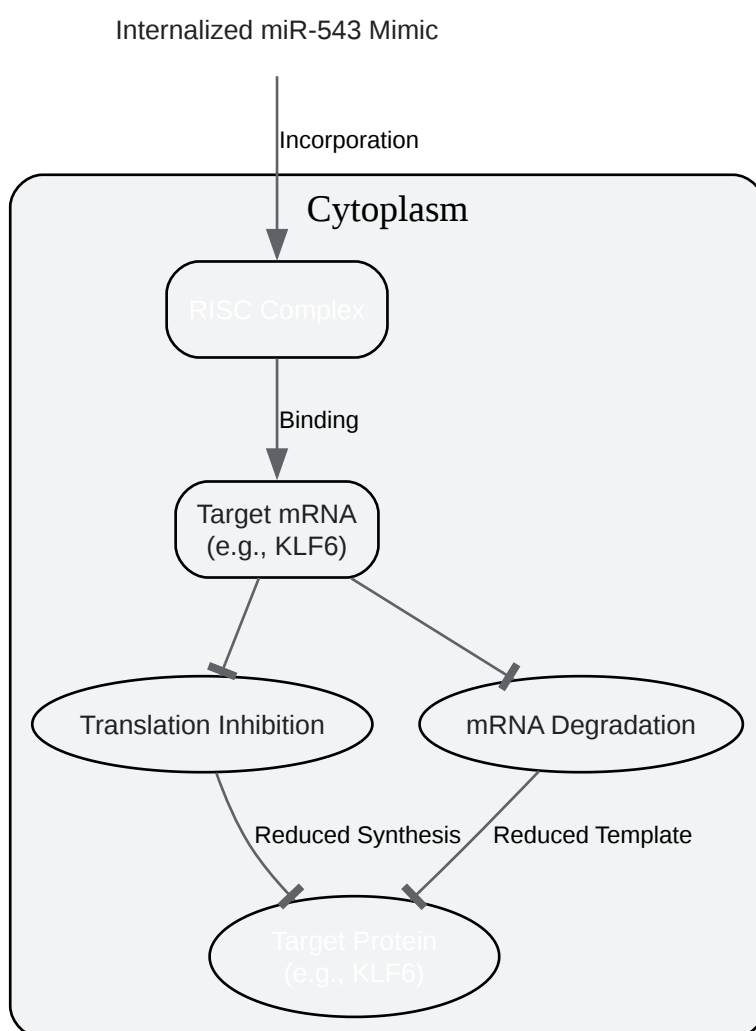 Internalized miR-543 Mimic
Incorporation
Cytoplasm
RISC Complex
Binding
Target mRNA
(e.g., KLF6)
Translation Inhibition
mRNA Degradation
Reduced Synthesis
Reduced Template
Target Protein
(e.g., KLF6)